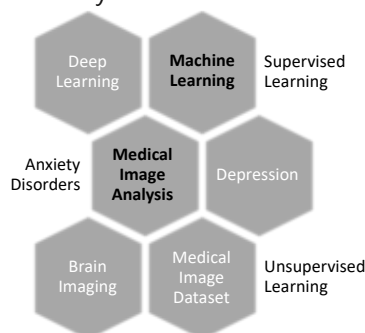 Deep
Learning
Machine
Learning
Supervised
Learning
Anxiety
Disorders
Medical
Image
Analysis
Depression
Brain
Imaging
Medical
Image
Dataset
Unsupervised
Learning